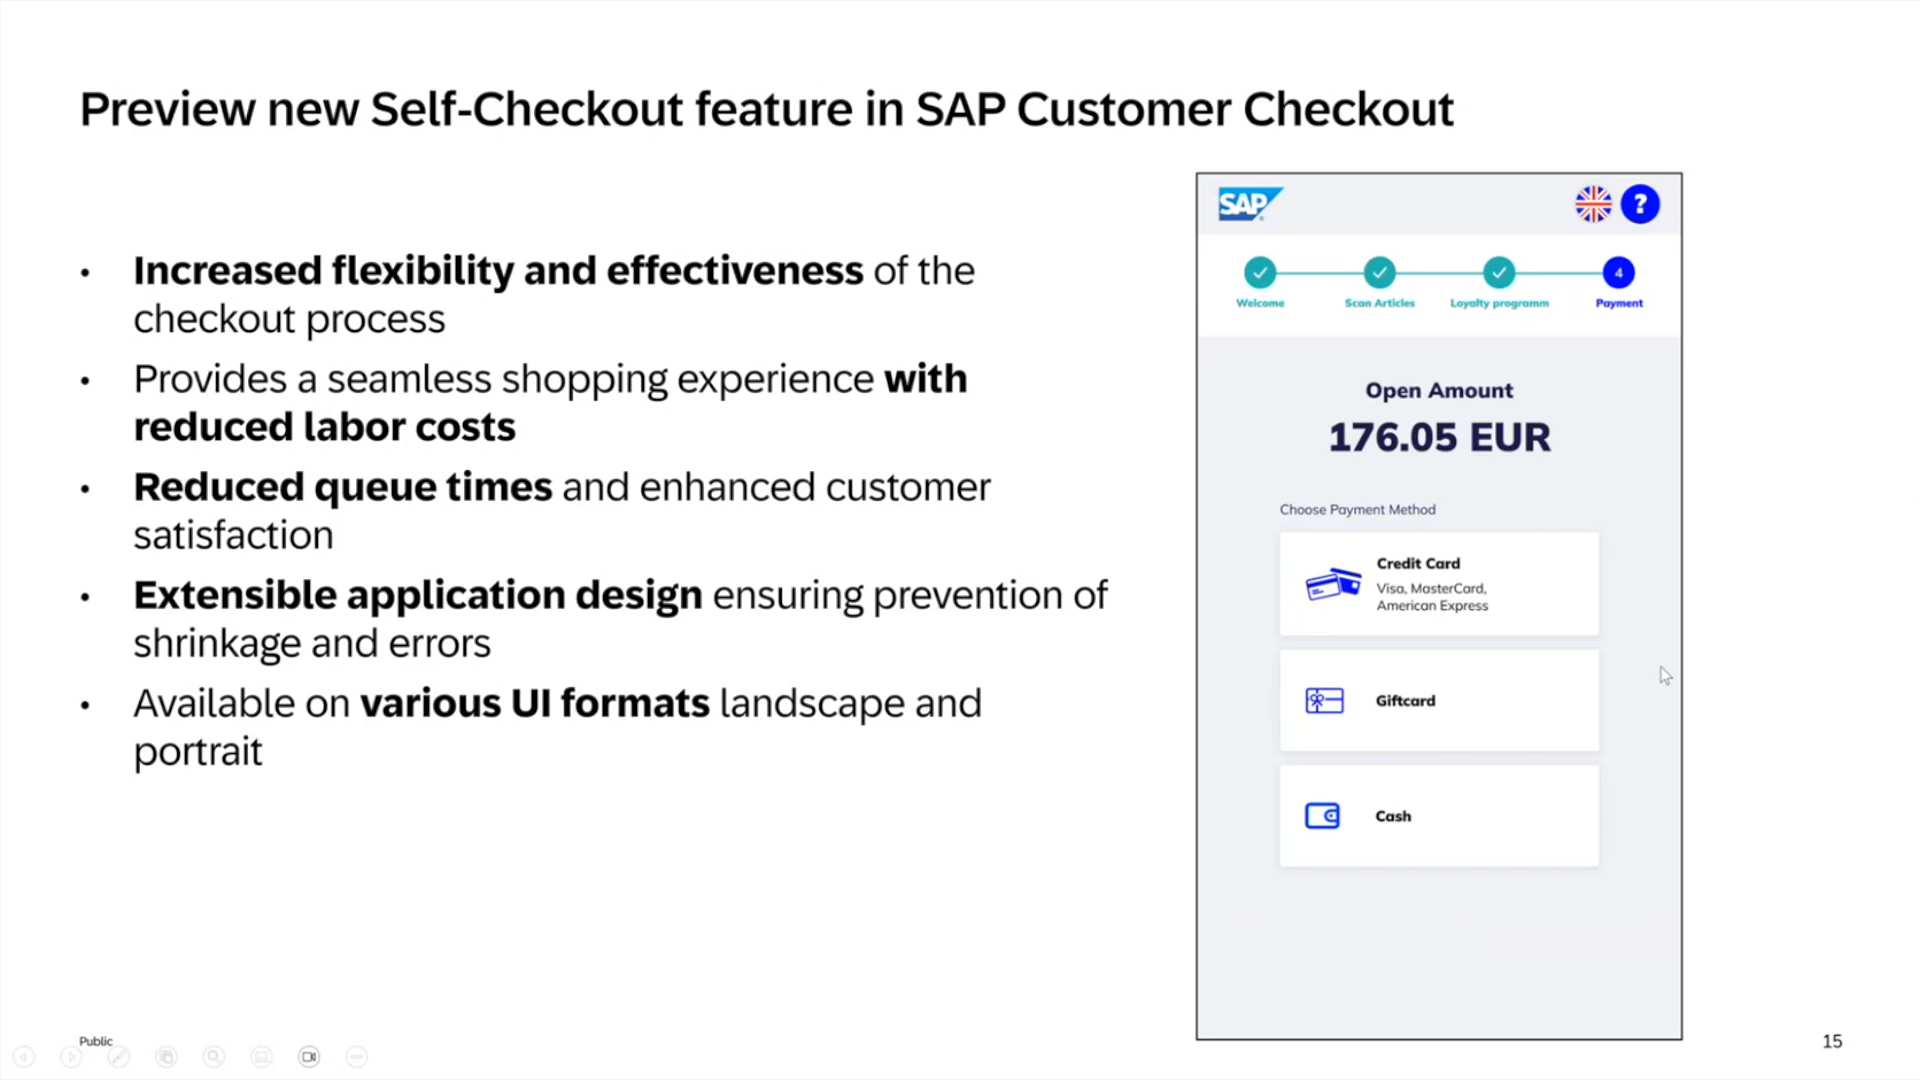 Preview new Self-Checkout feature in SAP Customer Checkout
• Increased flexibility and effectiveness of the
checkout process
• Provides a seamless shopping experience with
reduced labor costs
• Reduced queue times and enhanced customer
satisfaction
• Extensible application design ensuring prevention of
shrinkage and errors
• Available on various UI formats landscape and
portrait
SAP
?
4
Welcome
Scan Articles
Loyalty programm
Payment
Open Amount
176.05 EUR
Choose Payment Method
Credit Card
Visa, MasterCard,
American Express
Giftcard
Cash
Public
15